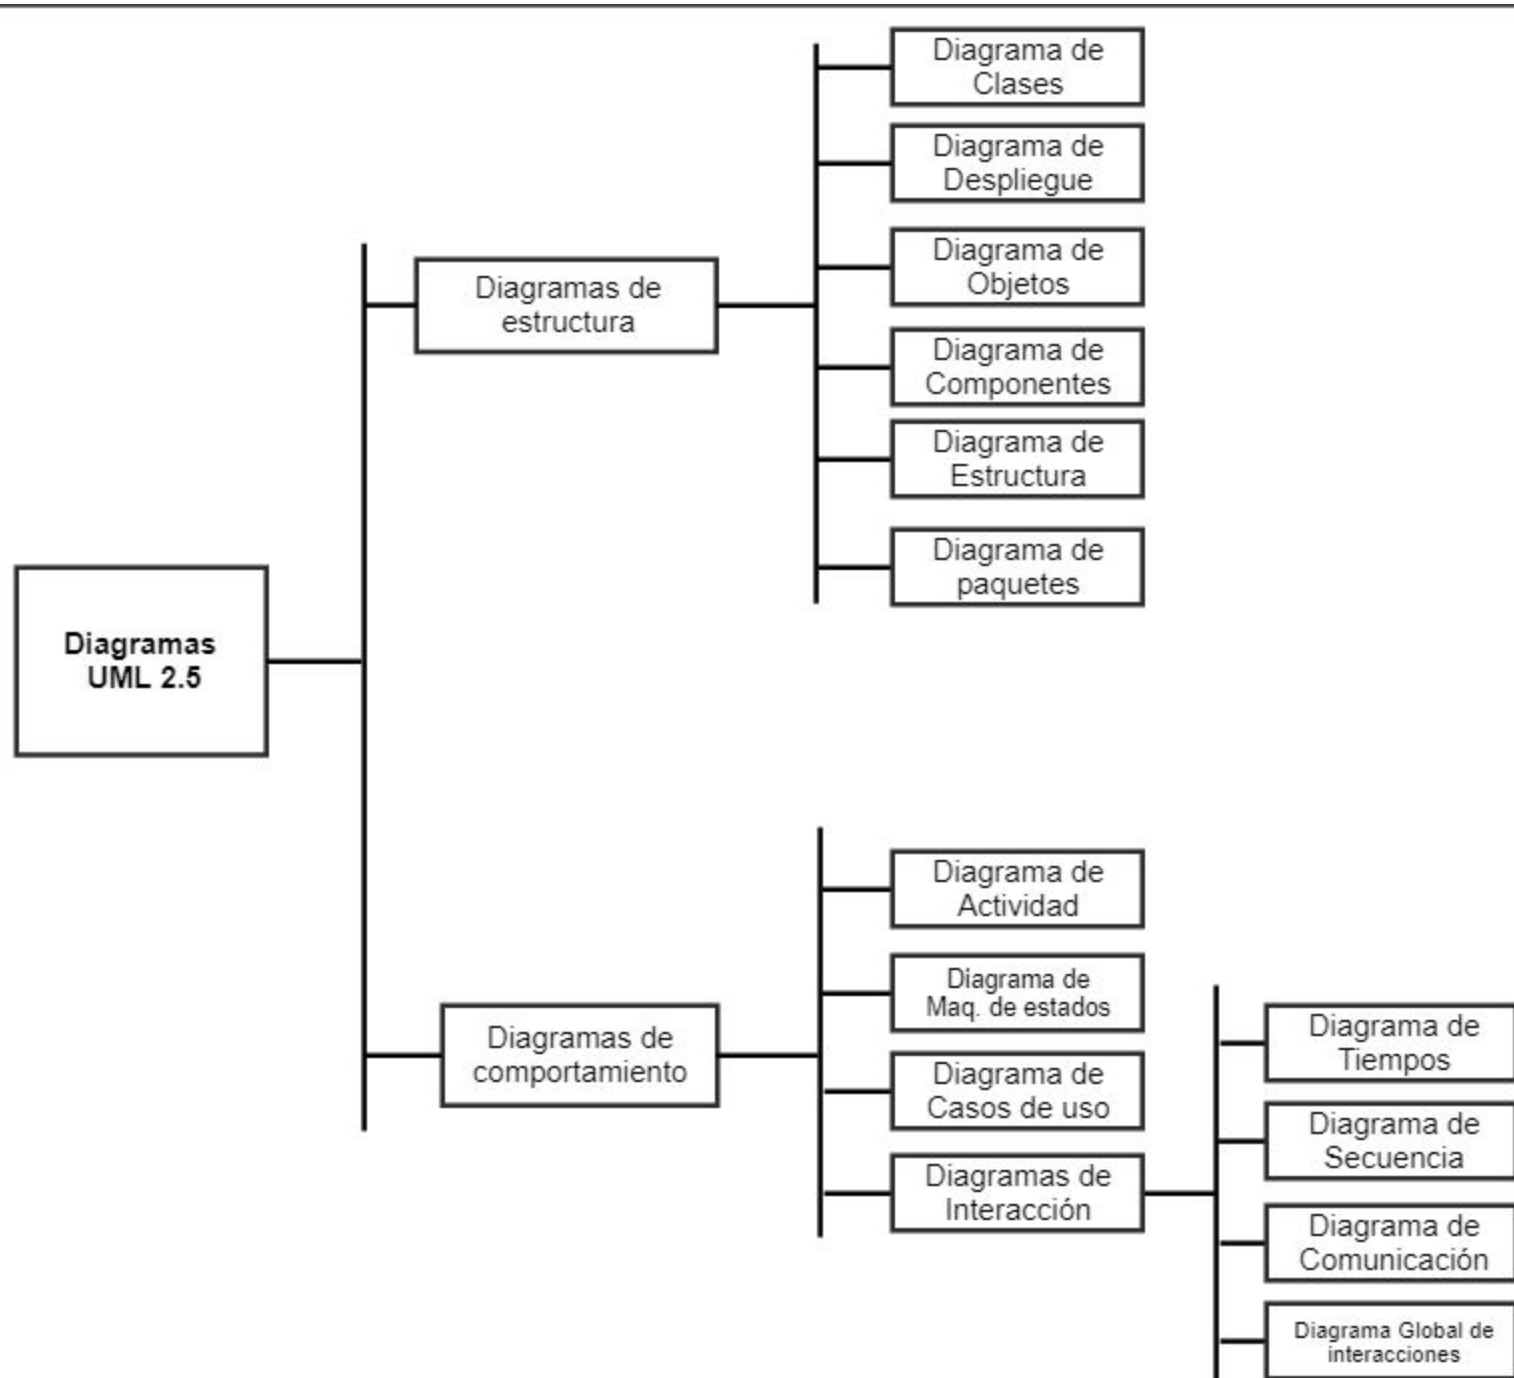 Diagramas
UML 2.5
Diagramas de
estructura
Diagrama de
Clases
Diagrama de
Despliegue
Diagrama de
Objetos
Diagrama de
Componentes
Diagrama de
Estructura
Diagrama de
paquetes
Diagramas de
comportamiento
Diagrama de
Actividad
Diagrama de
Maq. de estados
Diagrama de
Casos de uso
Diagramas de
Interacción
Diagrama de
Tiempos
Diagrama de
Secuencia
Diagrama de
Comunicación
Diagrama Global de
interacciones